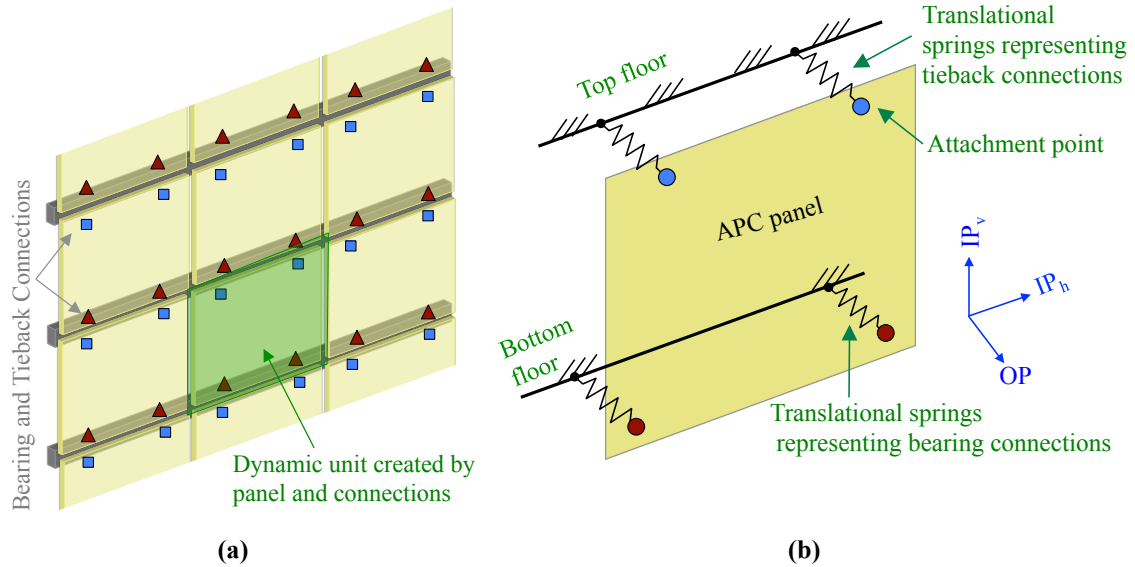 Bearing and Tieback Connections
Dynamic unit created by
panel and connections
(a)
Top floor
Translational
springs representing
tieback connections
Attachment point
APC panel
Bottom
floor
Translational springs
representing bearing connections
IPv
IPh
OP
(b)